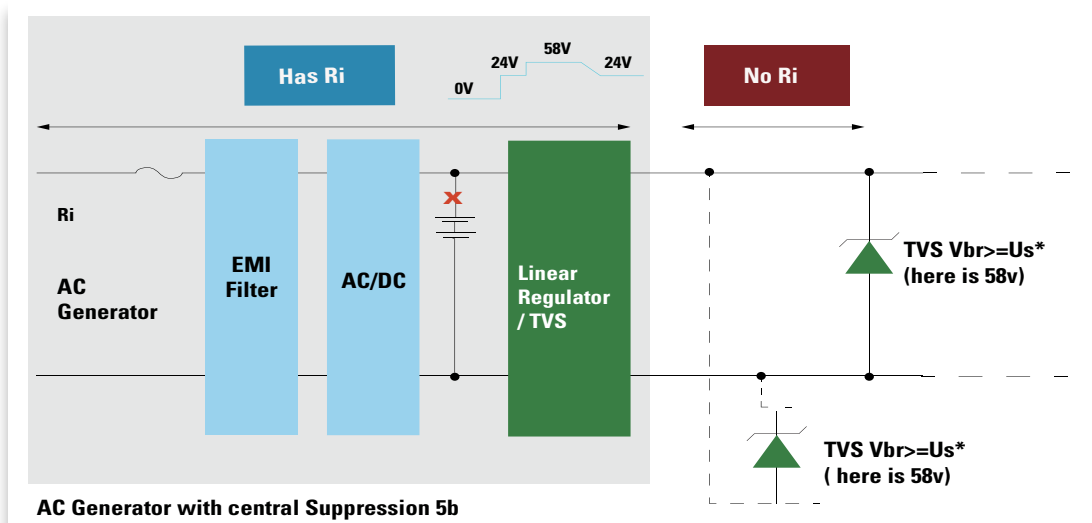 Has Ri
0V
24V
58V
24V
No Ri
Ri
AC
Generator
EMI
Filter
AC/DC
X
Linear
Regulator
/ TVS
TVS Vbr>=Us*
(here is 58v)
TVS Vbr>=Us*
( here is 58v)
AC Generator with central Suppression 5b